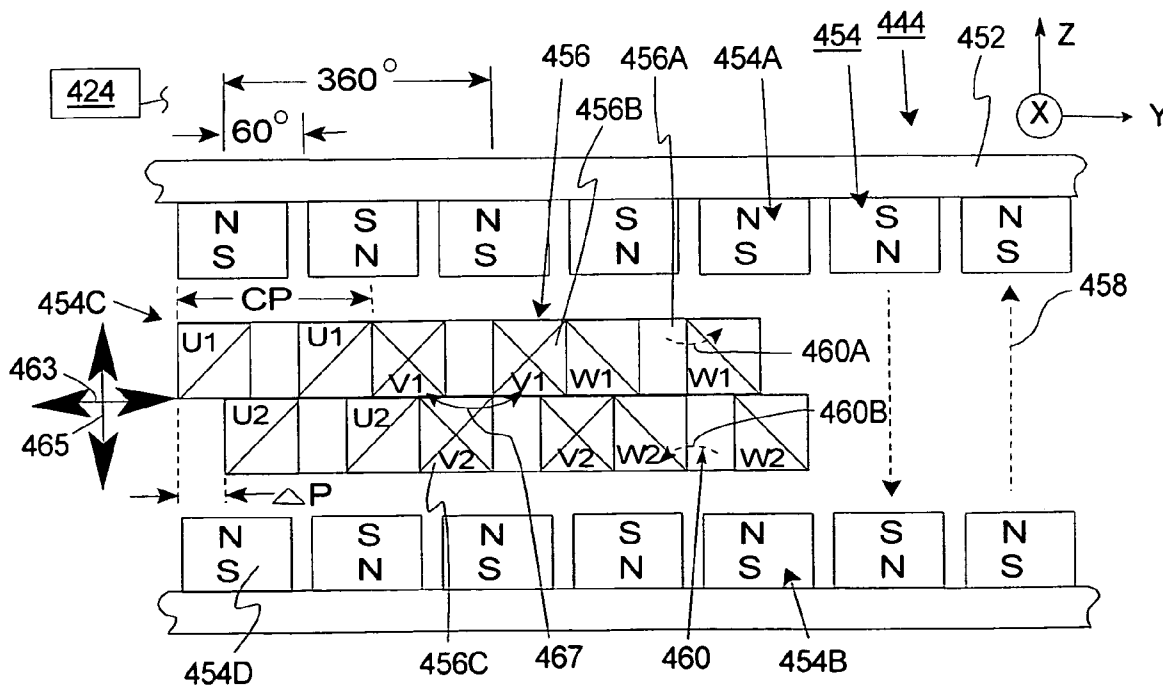 444
456 456A 454A 454 452 Z
424
360°
456B
X Y
60°
N S N S N S N
S N S N S N S
454C
CP
458
U1 U1 V1 V1 W1 W1
460A
463
460B
465
U2 U2 V2 V2 W2 W2
△P
N S N S N S N
S N S N S N S
454D 456C 467 460 454B